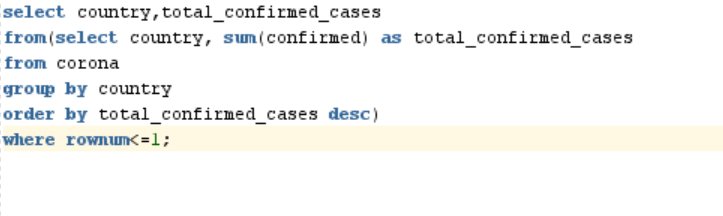 select country,total_confirmed_cases
from(select country, sum(confirmed) as total_confirmed_cases
from corona
group by country
order by total_confirmed_cases desc)
where rownum<=1;